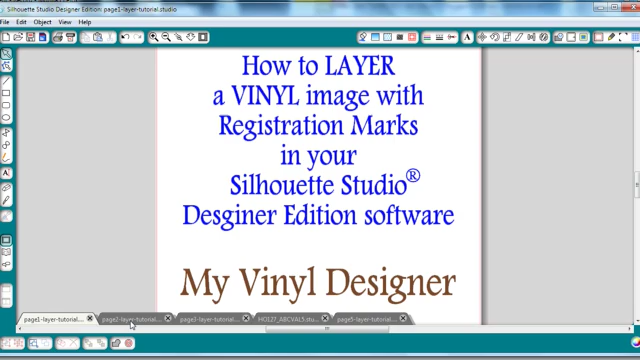 Silhouette Studio Designer Edition: page1-layer-tutorial.studio
File Edit Object View Panels Help
How to LAYER
a VINYL image with
Registration Marks
in your
Silhouette Studio®
Desginer Edition software
My Vinyl Designer
page1-layer-tutorial....
page2-layer-tutorial....
page3-layer-tutorial....
HOI27_ABCVAL5.stu...
page5-layer-tutorial....